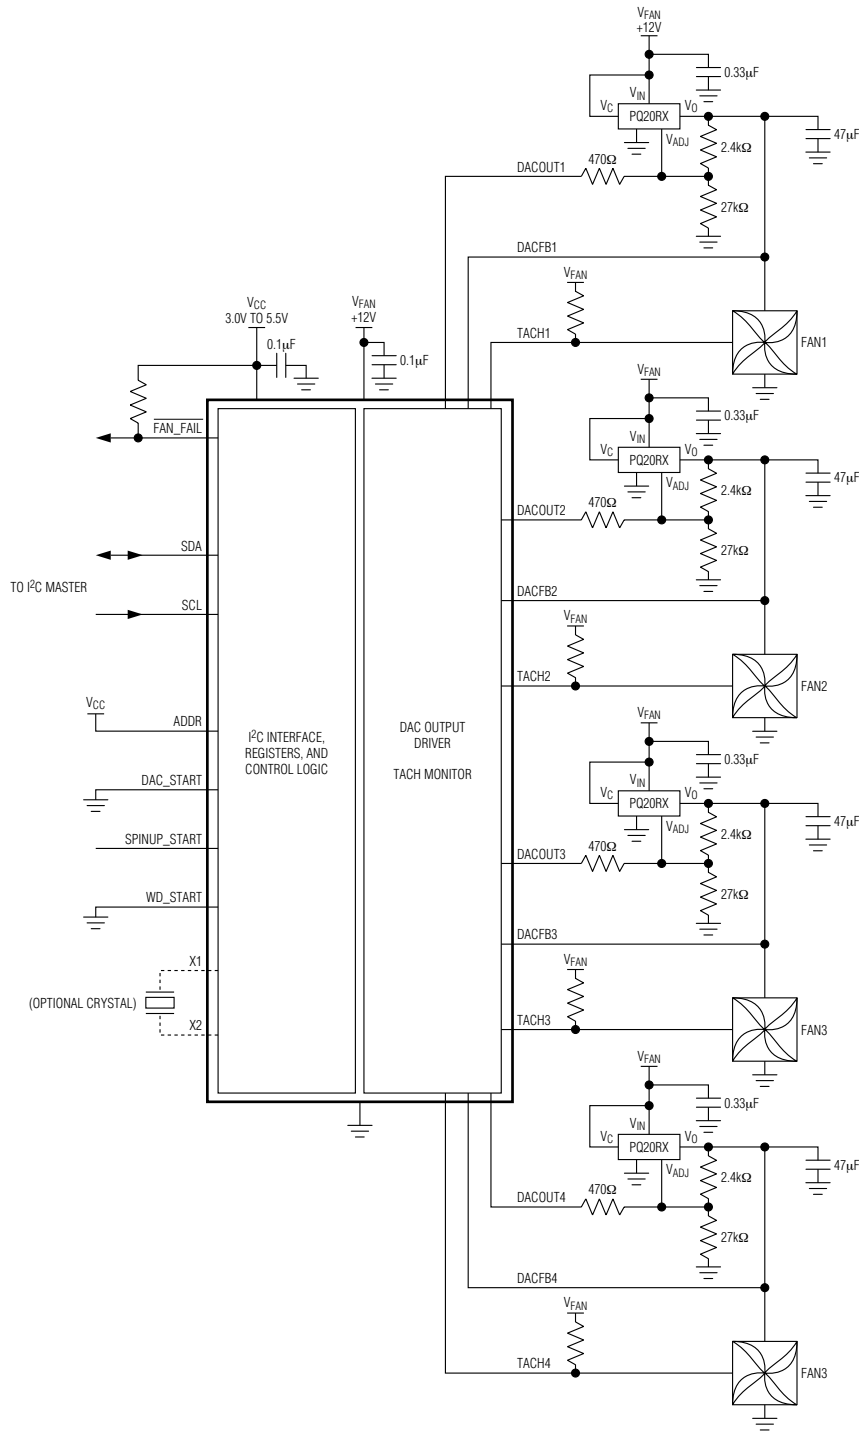 VFAN
+12V
0.33µF
VIN
VC
PQ20RX
VO
VADJ
47µF
2.4kΩ
470Ω
DACOUT1
27kΩ
DACFB1
VFAN
TACH1
FAN1
VCC
3.0V TO 5.5V
0.1µF
VFAN
+12V
0.1µF
FAN_FAIL
SDA
TO I²C MASTER
SCL
VCC
ADDR
DAC_START
SPINUP_START
WD_START
X1
(OPTIONAL CRYSTAL)
X2
I²C INTERFACE,
REGISTERS, AND
CONTROL LOGIC
DAC OUTPUT
DRIVER
TACH MONITOR
VFAN
0.33µF
VIN
VC
PQ20RX
VO
VADJ
47µF
2.4kΩ
470Ω
DACOUT2
27kΩ
DACFB2
VFAN
TACH2
FAN2
VFAN
0.33µF
VIN
VC
PQ20RX
VO
VADJ
47µF
2.4kΩ
470Ω
DACOUT3
27kΩ
DACFB3
VFAN
TACH3
FAN3
VFAN
0.33µF
VIN
VC
PQ20RX
VO
VADJ
47µF
2.4kΩ
470Ω
DACOUT4
27kΩ
DACFB4
VFAN
TACH4
FAN3